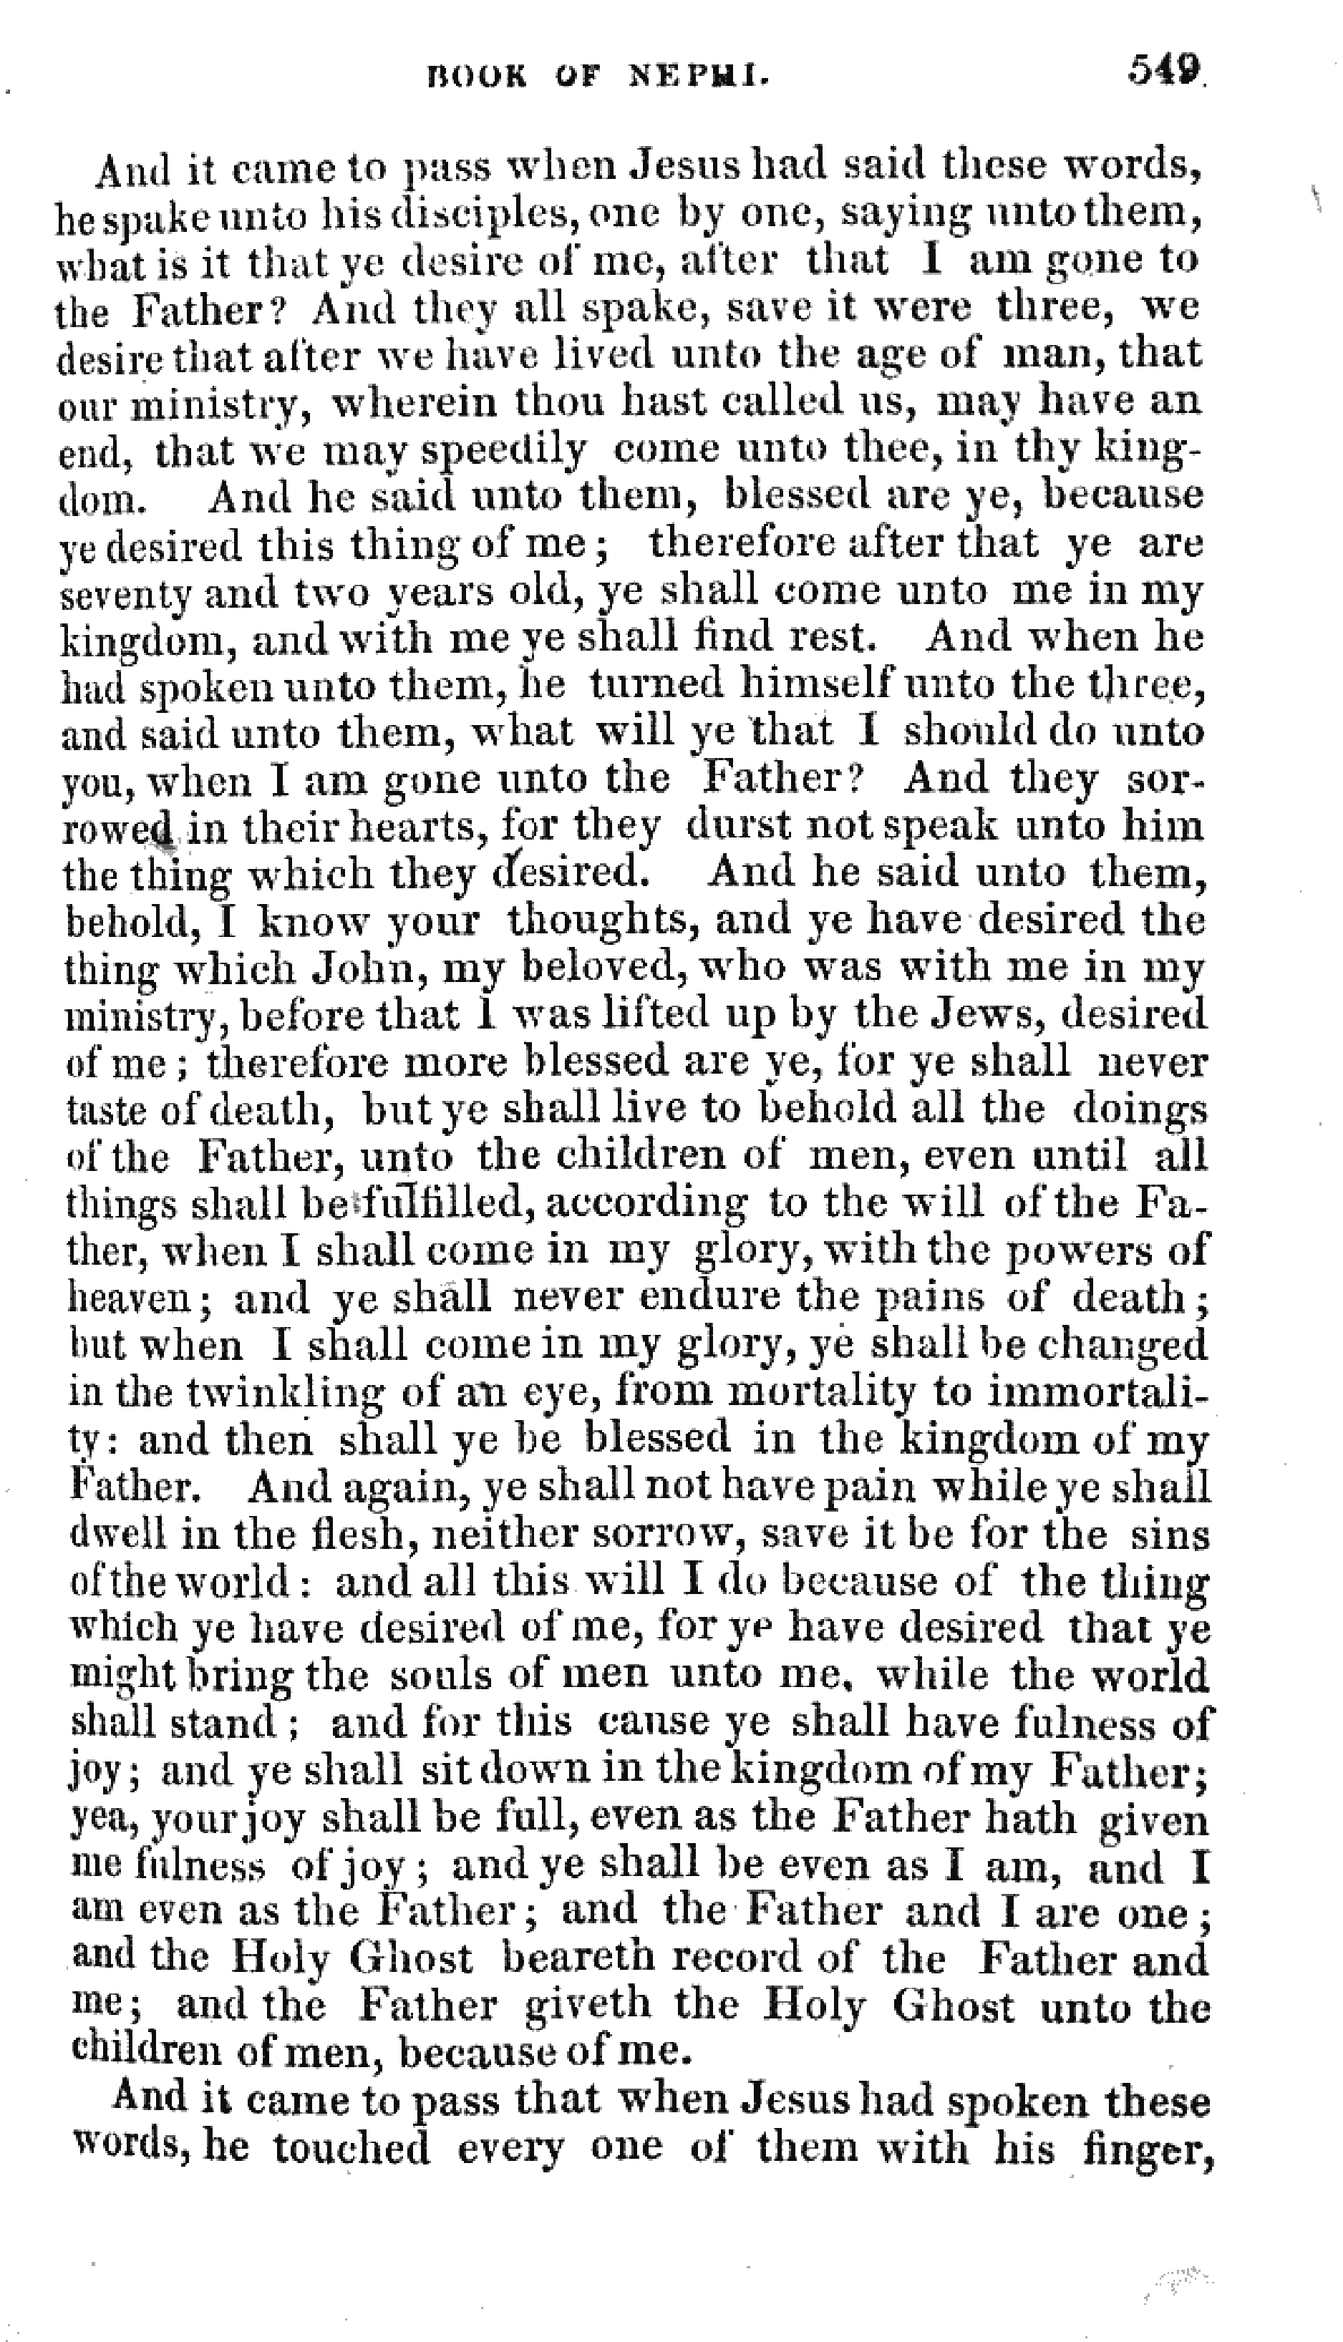 BOOK OF NEPHI. 549
And it came to pass when Jesus had said these words,
he spake unto his disciples, one by one, saying unto them,
what is it that ye desire of me, after that I am gone to
the Father? And they all spake, save it were three, we
desire that after we have lived unto the age of man, that
our ministry, wherein thou hast called us, may have an
end, that we may speedily come unto thee, in thy king-
dom. And he said unto them, blessed are ye, because
ye desired this thing of me; therefore after that ye are
seventy and two years old, ye shall come unto me in my
kingdom, and with me ye shall find rest. And when he
had spoken unto them, he turned himself unto the three,
and said unto them, what will ye that I should do unto
you, when I am gone unto the Father? And they sor-
rowed in their hearts, for they durst not speak unto him
the thing which they desired. And he said unto them,
behold, I know your thoughts, and ye have desired the
thing which John, my beloved, who was with me in my
ministry, before that I was lifted up by the Jews, desired
of me; therefore more blessed are ye, for ye shall never
taste of death, but ye shall live to behold all the doings
of the Father, unto the children of men, even until all
things shall be fulfilled, according to the will of the Fa-
ther, when I shall come in my glory, with the powers of
heaven; and ye shall never endure the pains of death;
but when I shall come in my glory, ye shall be changed
in the twinkling of an eye, from mortality to immortali-
ty: and then shall ye be blessed in the kingdom of my
Father. And again, ye shall not have pain while ye shall
dwell in the flesh, neither sorrow, save it be for the sins
of the world: and all this will I do because of the thing
which ye have desired of me, for ye have desired that ye
might bring the souls of men unto me, while the world
shall stand; and for this cause ye shall have fulness of
joy; and ye shall sit down in the kingdom of my Father;
yea, your joy shall be full, even as the Father hath given
me fulness of joy; and ye shall be even as I am, and I
am even as the Father; and the Father and I are one;
and the Holy Ghost beareth record of the Father and
me; and the Father giveth the Holy Ghost unto the
children of men, because of me.
And it came to pass that when Jesus had spoken these
words, he touched every one of them with his finger,